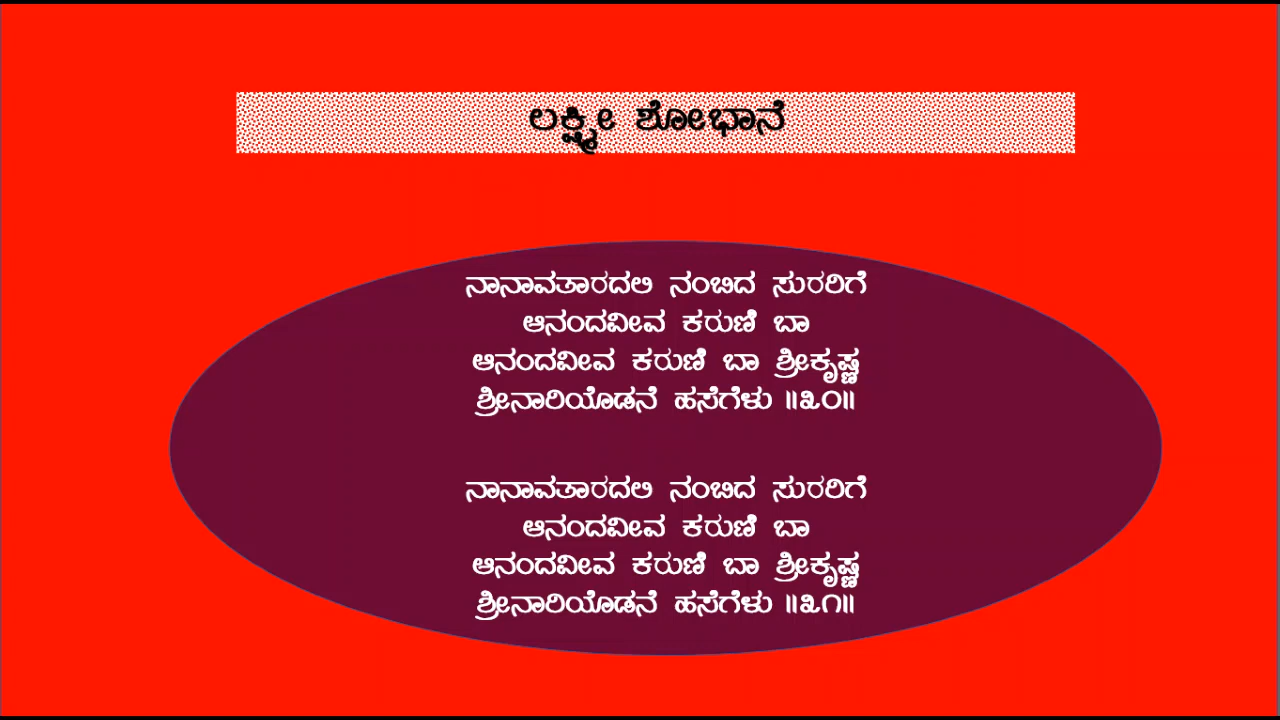 ಲಕ್ಷ್ಮೀ ಶೋಭಾನೆ
ನಾನಾವತಾರದಲಿ ನಂಬಿದ ಸುರರಿಗೆ
ಆನಂದವೀವ ಕರುಣಿ ಬಾ
ಆನಂದವೀವ ಕರುಣಿ ಬಾ ಶ್ರೀಕೃಷ್ಣ
ಶ್ರೀನಾರಿಯೊಡನೆ ಹಸೆಗೆಳು ॥೩೦॥
ನಾನಾವತಾರದಲಿ ನಂಬಿದ ಸುರರಿಗೆ
ಆನಂದವೀವ ಕರುಣಿ ಬಾ
ಆನಂದವೀವ ಕರುಣಿ ಬಾ ಶ್ರೀಕೃಷ್ಣ
ಶ್ರೀನಾರಿಯೊಡನೆ ಹಸೆಗೆಳು ॥೩೧॥